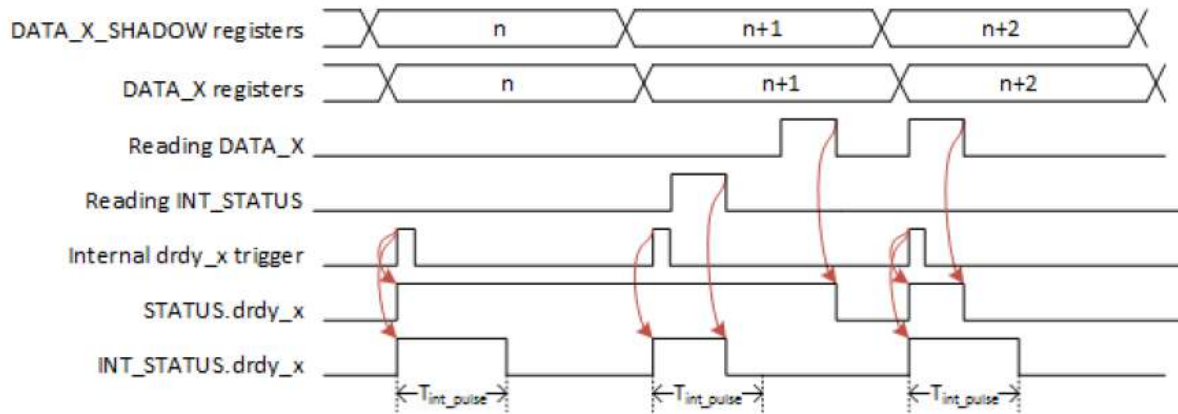 DATA_X_SHADOW registers n n+1 n+2
DATA_X registers n n+1 n+2
Reading DATA_X
Reading INT_STATUS
Internal drdy_x trigger
STATUS.drdy_x
INT_STATUS.drdy_x
Tint_pulse Tint_pulse Tint_pulse